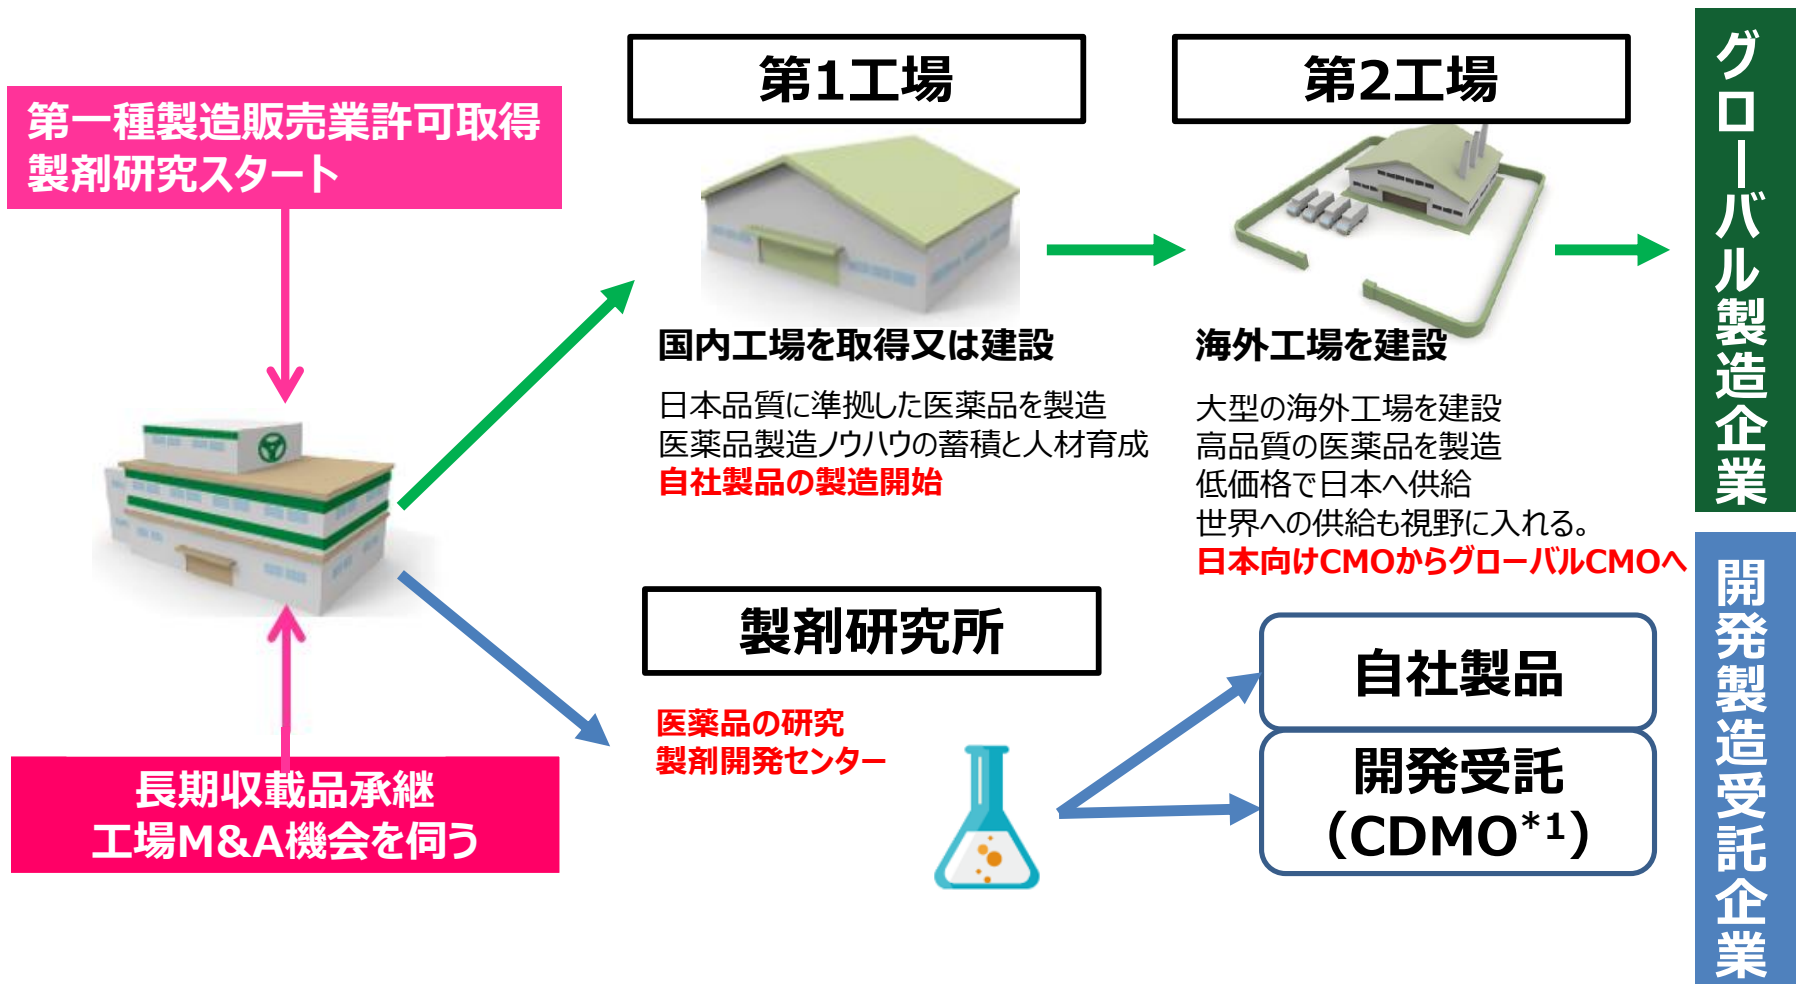 第一種製造販売業許可取得
製剤研究スタート
第1工場
国内工場を取得又は建設
日本品質に準拠した医薬品を製造
医薬品製造ノウハウの蓄積と人材育成
自社製品の製造開始
第2工場
海外工場を建設
大型の海外工場を建設
高品質の医薬品を製造
低価格で日本へ供給
世界への供給も視野に入れる。
日本向けCMOからグローバルCMOへ
グローバル製造企業
長期収載品承継
工場M&A機会を伺う
製剤研究所
医薬品の研究
製剤開発センター
自社製品
開発受託
（CDMO*1）
開発製造受託企業